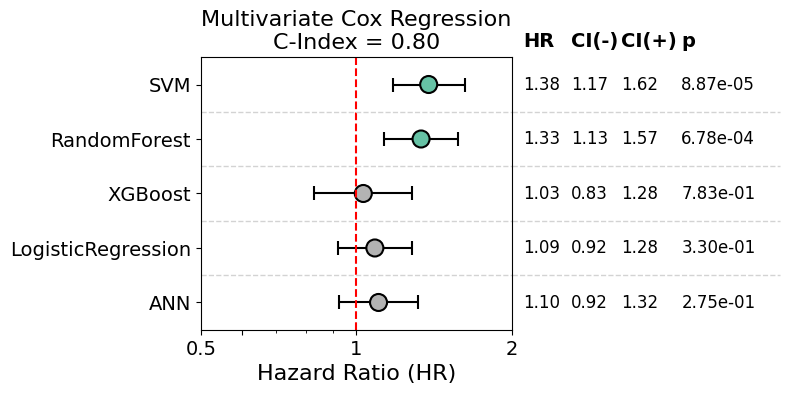 Multivariate Cox Regression
C-Index = 0.80
HR CI(-) CI(+) p
SVM 1.38 1.17 1.62 8.87e-05
RandomForest 1.33 1.13 1.57 6.78e-04
XGBoost 1.03 0.83 1.28 7.83e-01
LogisticRegression 1.09 0.92 1.28 3.30e-01
ANN 1.10 0.92 1.32 2.75e-01
0.5 1 2
Hazard Ratio (HR)